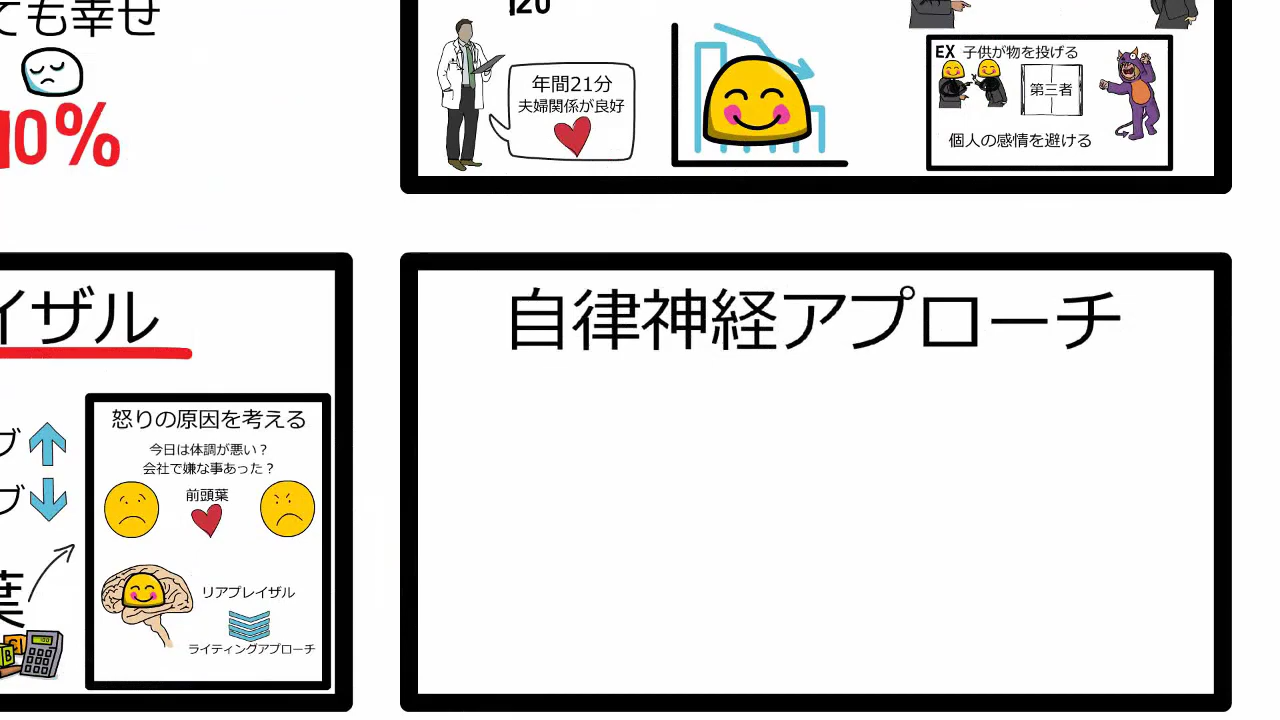 ても幸せ
10%
120
年間21分
夫婦関係が良好
EX 子供が物を投げる
第三者
個人の感情を避ける
イザル
怒りの原因を考える
今日は体調が悪い？
会社で嫌な事あった？
前頭葉
リアプレイザル
ライティングアプローチ
ブ
ブ
葉
自律神経アプローチ